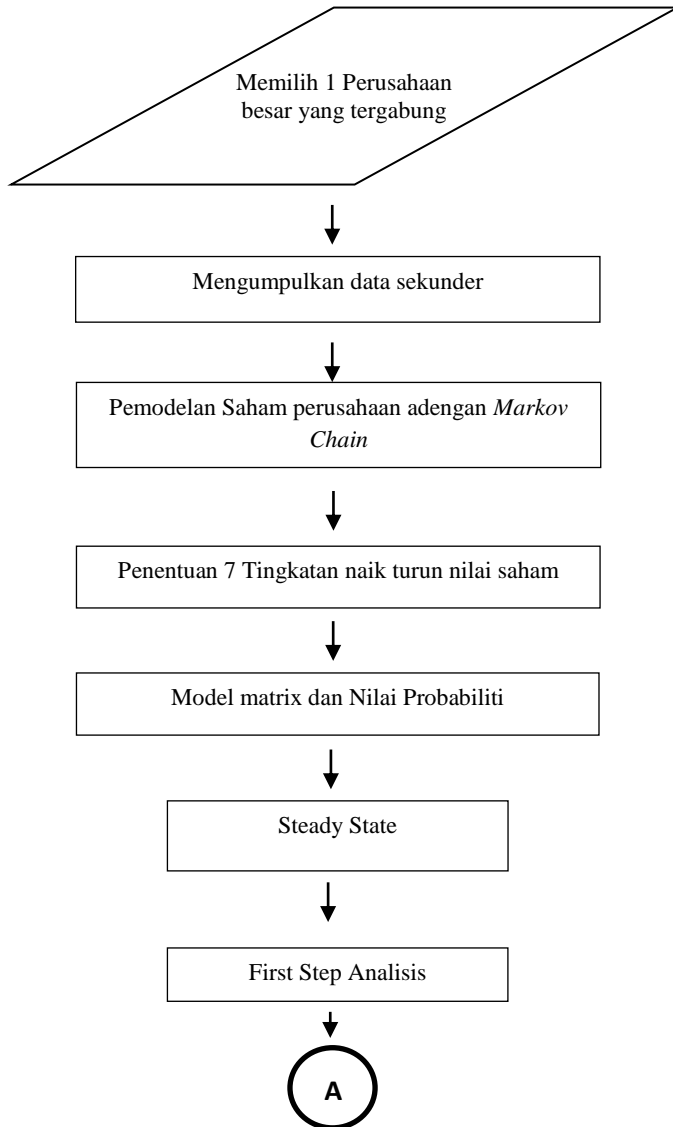 Memilih 1 Perusahaan
besar yang tergabung
Mengumpulkan data sekunder
Pemodelan Saham perusahaan adengan Markov
Chain
Penentuan 7 Tingkatan naik turun nilai saham
Model matrix dan Nilai Probabiliti
Steady State
First Step Analisis
A